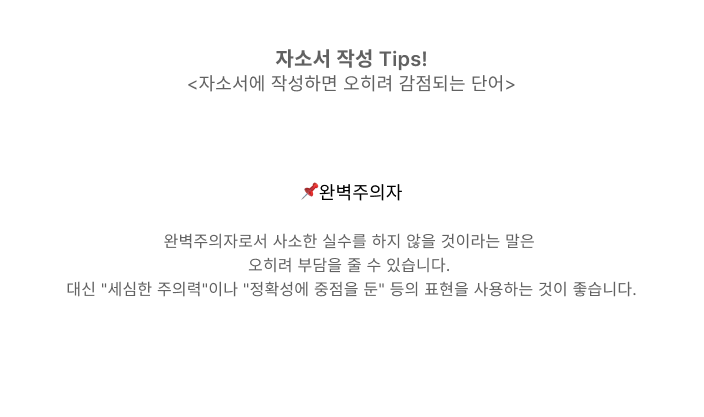 자소서 작성 Tips!
<자소서에 작성하면 오히려 감점되는 단어>
📌완벽주의자
완벽주의자로서 사소한 실수를 하지 않을 것이라는 말은
오히려 부담을 줄 수 있습니다.
대신 "세심한 주의력"이나 "정확성에 중점을 둔" 등의 표현을 사용하는 것이 좋습니다.